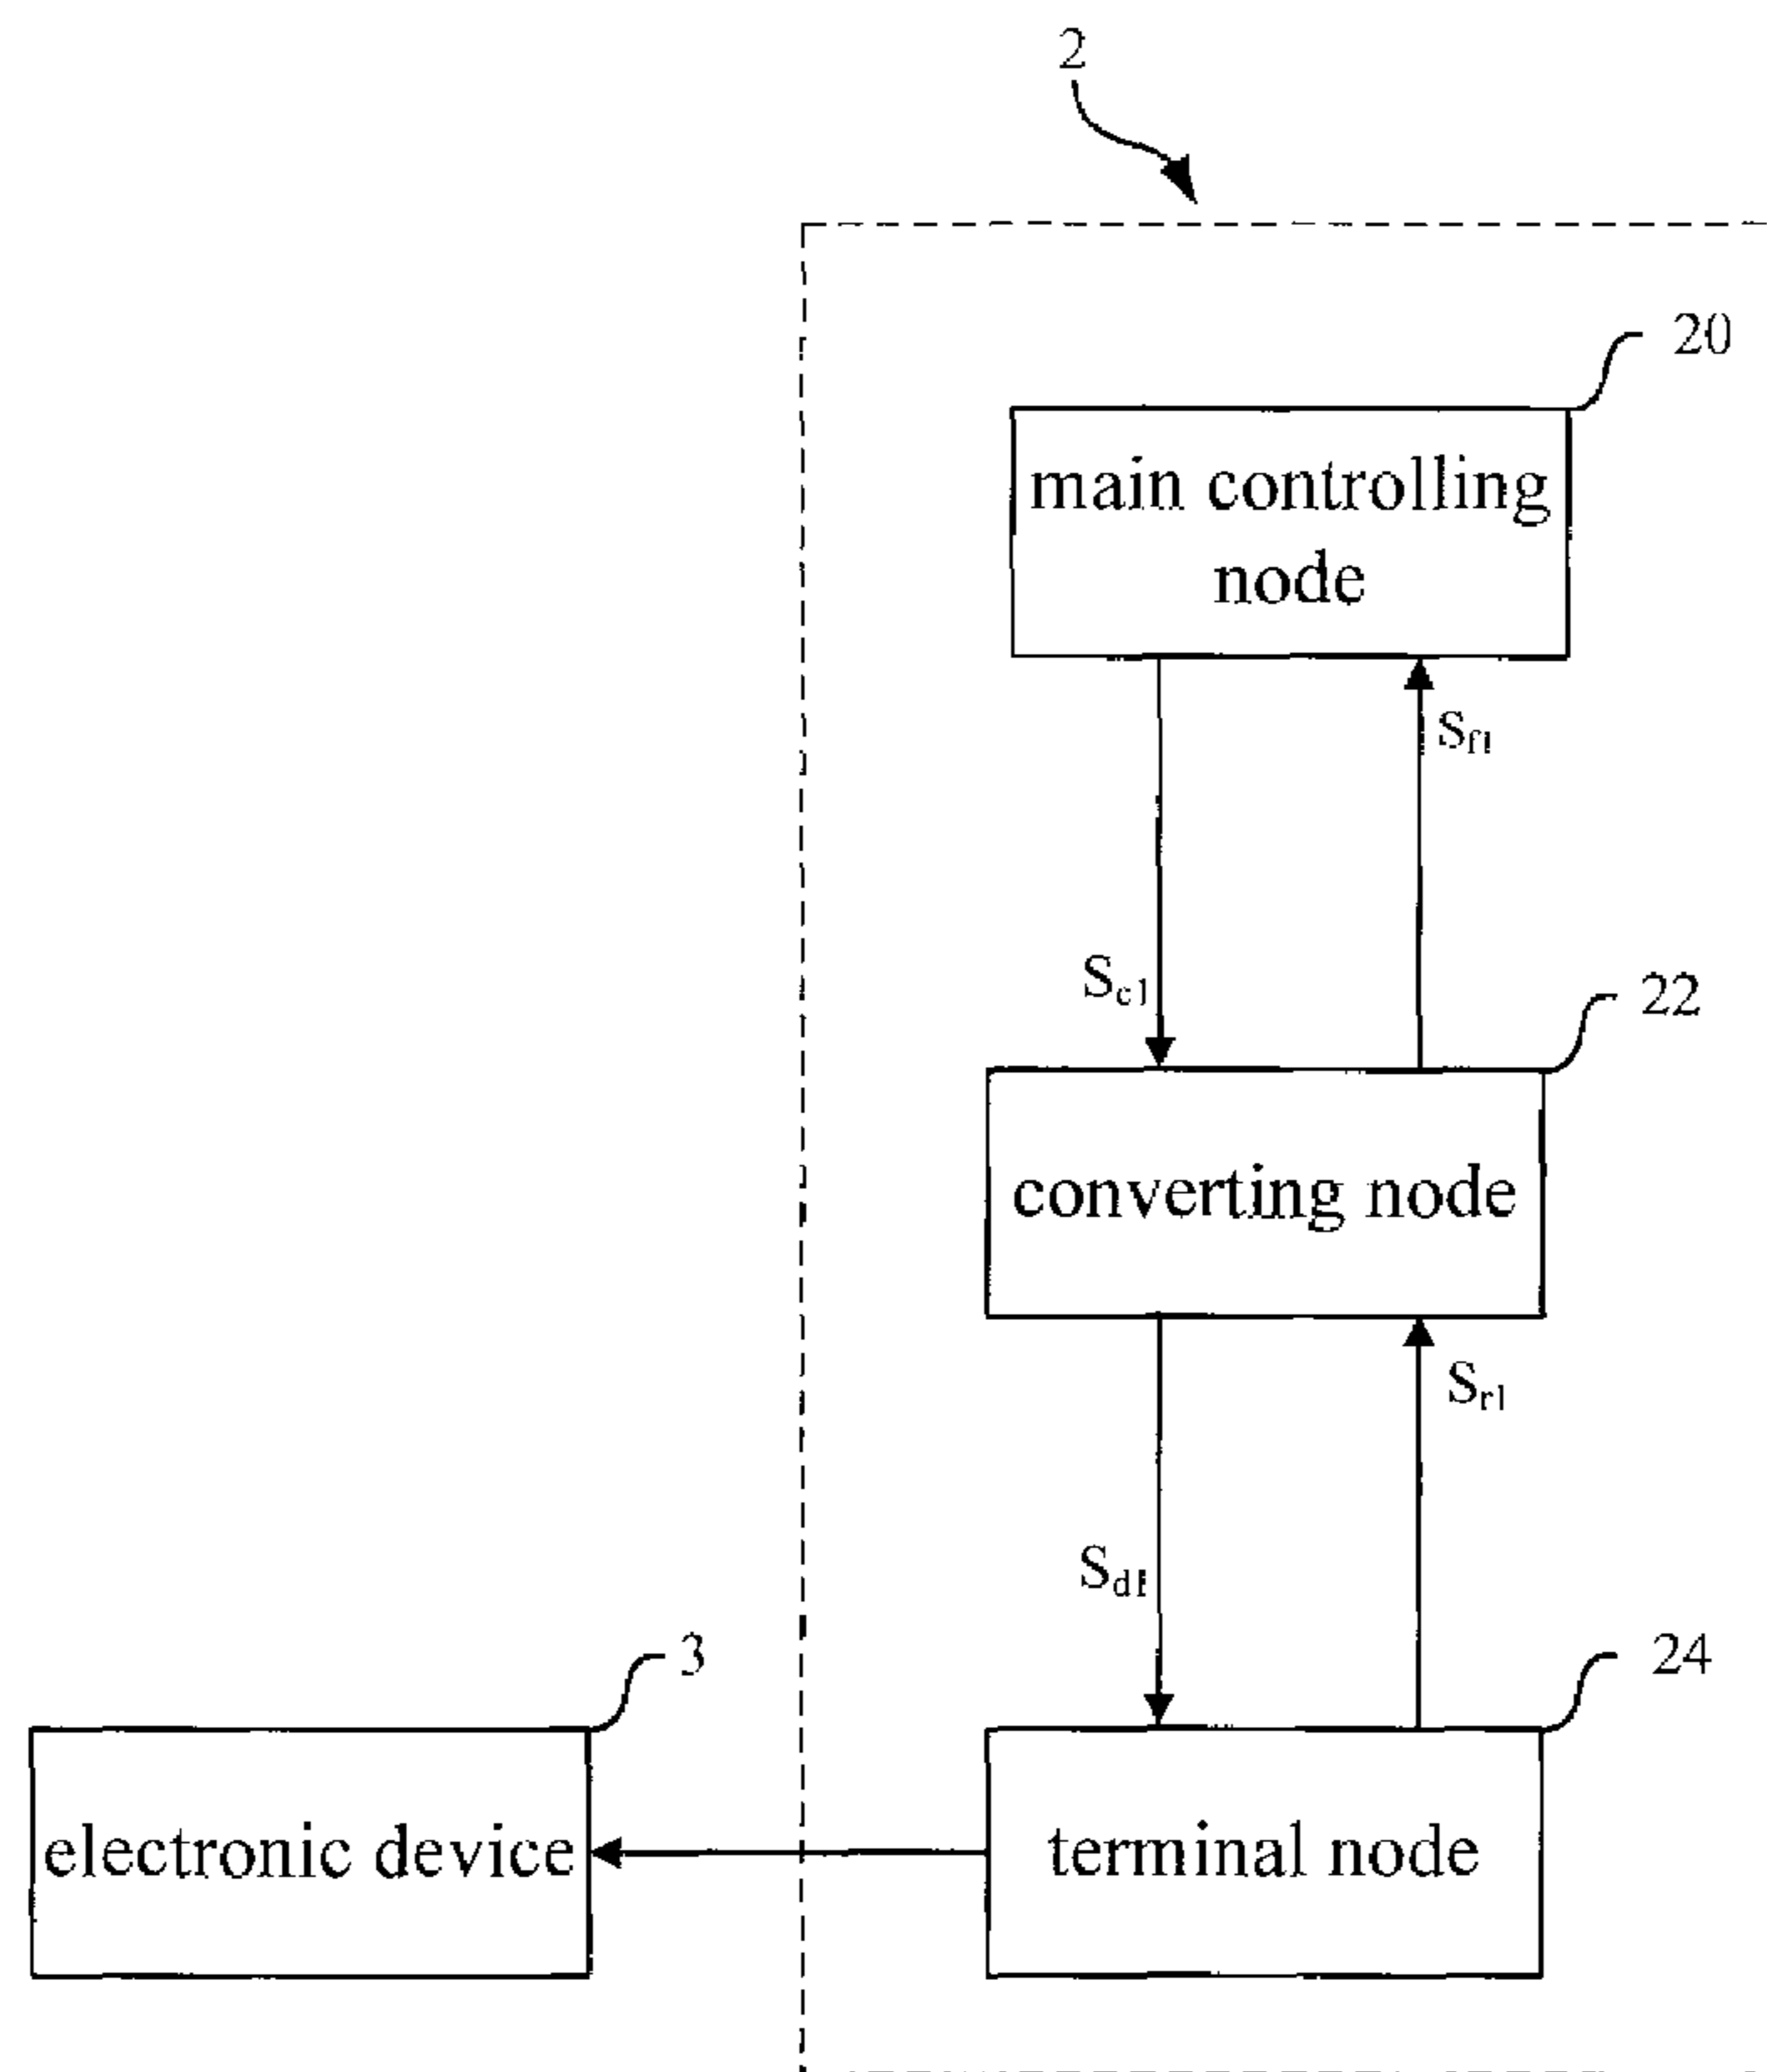 2
20
main controlling
node
Sf1
Sc1
22
converting node
Sr1
Sd1
3
24
electronic device
terminal node